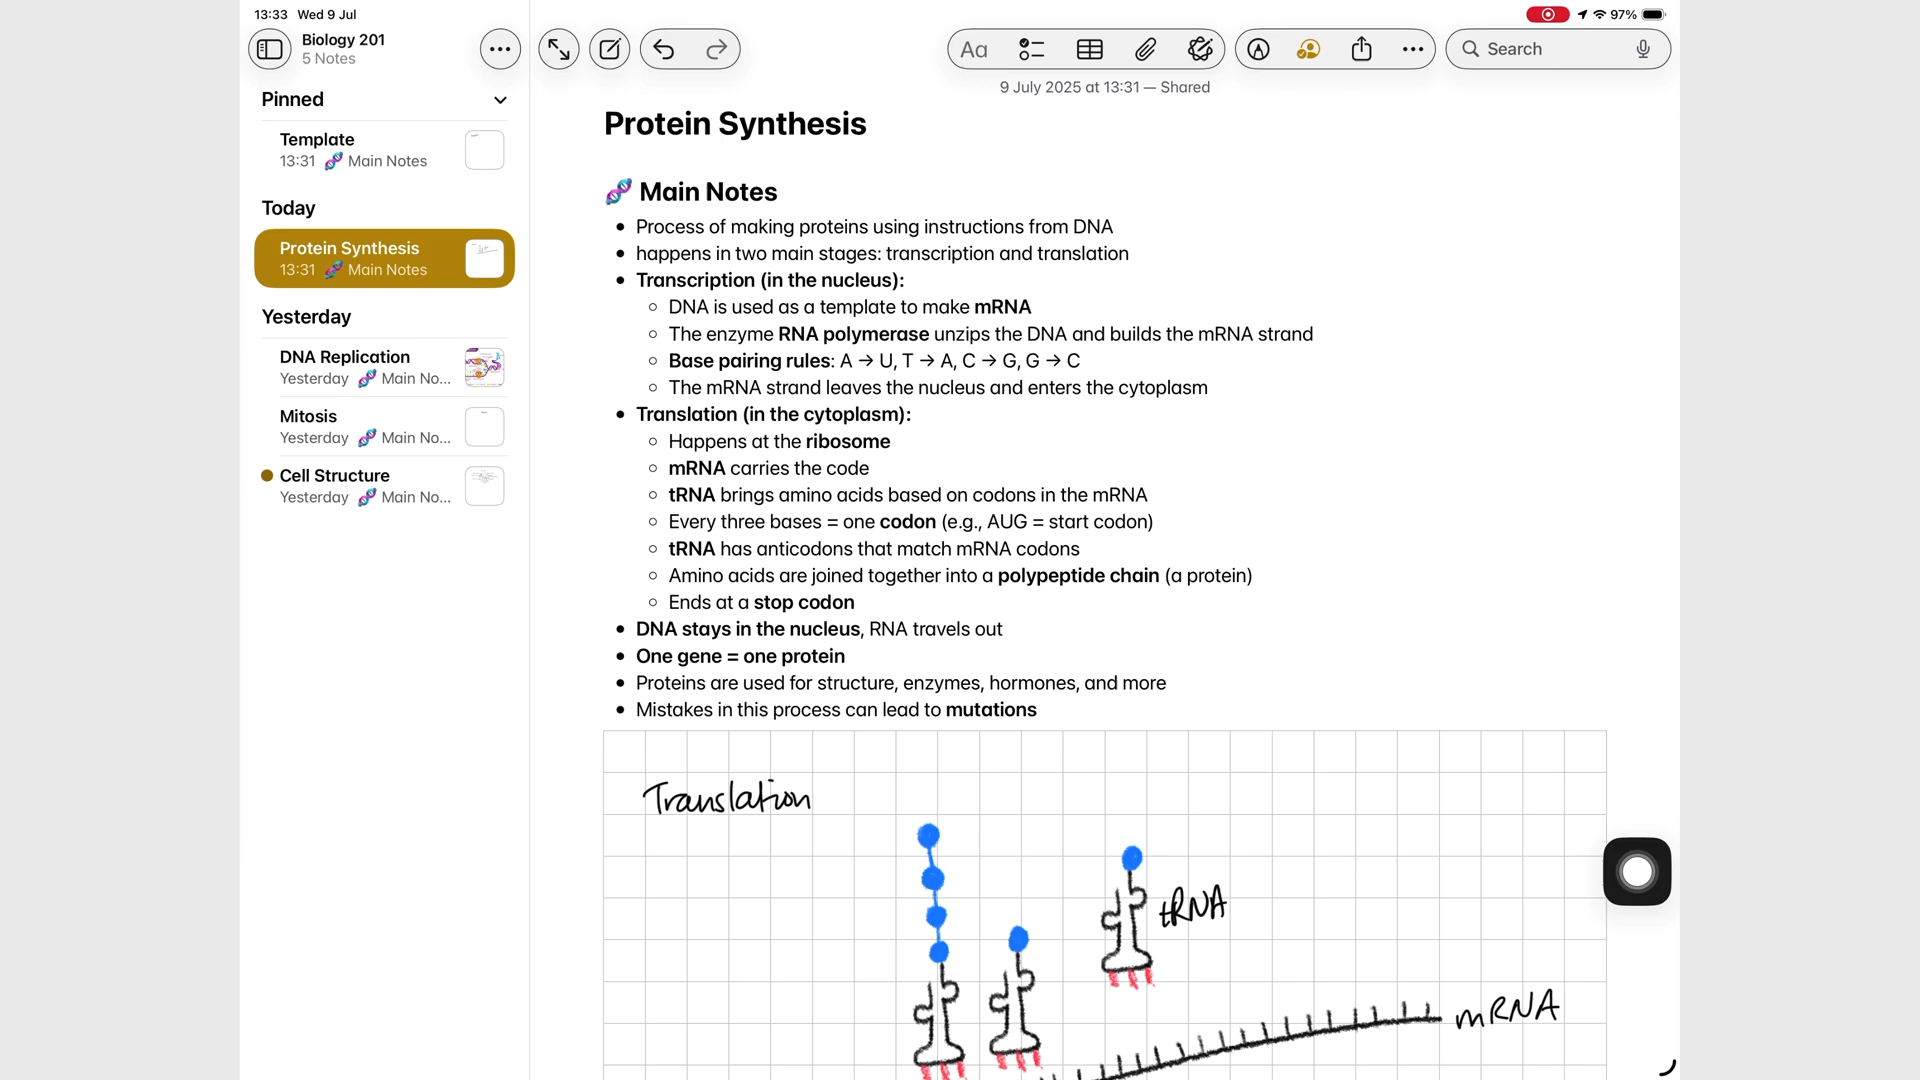 13:33 Wed 9 Jul
97%
Biology 201
5 Notes
Aa
Search
Pinned
Template
13:31 🧬 Main Notes
Today
Protein Synthesis
13:31 🧬 Main Notes
Yesterday
DNA Replication
Yesterday 🧬 Main No...
Mitosis
Yesterday 🧬 Main No...
Cell Structure
Yesterday 🧬 Main No...
9 July 2025 at 13:31 — Shared
Protein Synthesis
🧬 Main Notes
• Process of making proteins using instructions from DNA
• happens in two main stages: transcription and translation
• Transcription (in the nucleus):
◦ DNA is used as a template to make mRNA
◦ The enzyme RNA polymerase unzips the DNA and builds the mRNA strand
◦ Base pairing rules: A → U, T → A, C → G, G → C
◦ The mRNA strand leaves the nucleus and enters the cytoplasm
• Translation (in the cytoplasm):
◦ Happens at the ribosome
◦ mRNA carries the code
◦ tRNA brings amino acids based on codons in the mRNA
◦ Every three bases = one codon (e.g., AUG = start codon)
◦ tRNA has anticodons that match mRNA codons
◦ Amino acids are joined together into a polypeptide chain (a protein)
◦ Ends at a stop codon
• DNA stays in the nucleus, RNA travels out
• One gene = one protein
• Proteins are used for structure, enzymes, hormones, and more
• Mistakes in this process can lead to mutations
Translation
tRNA
mRNA